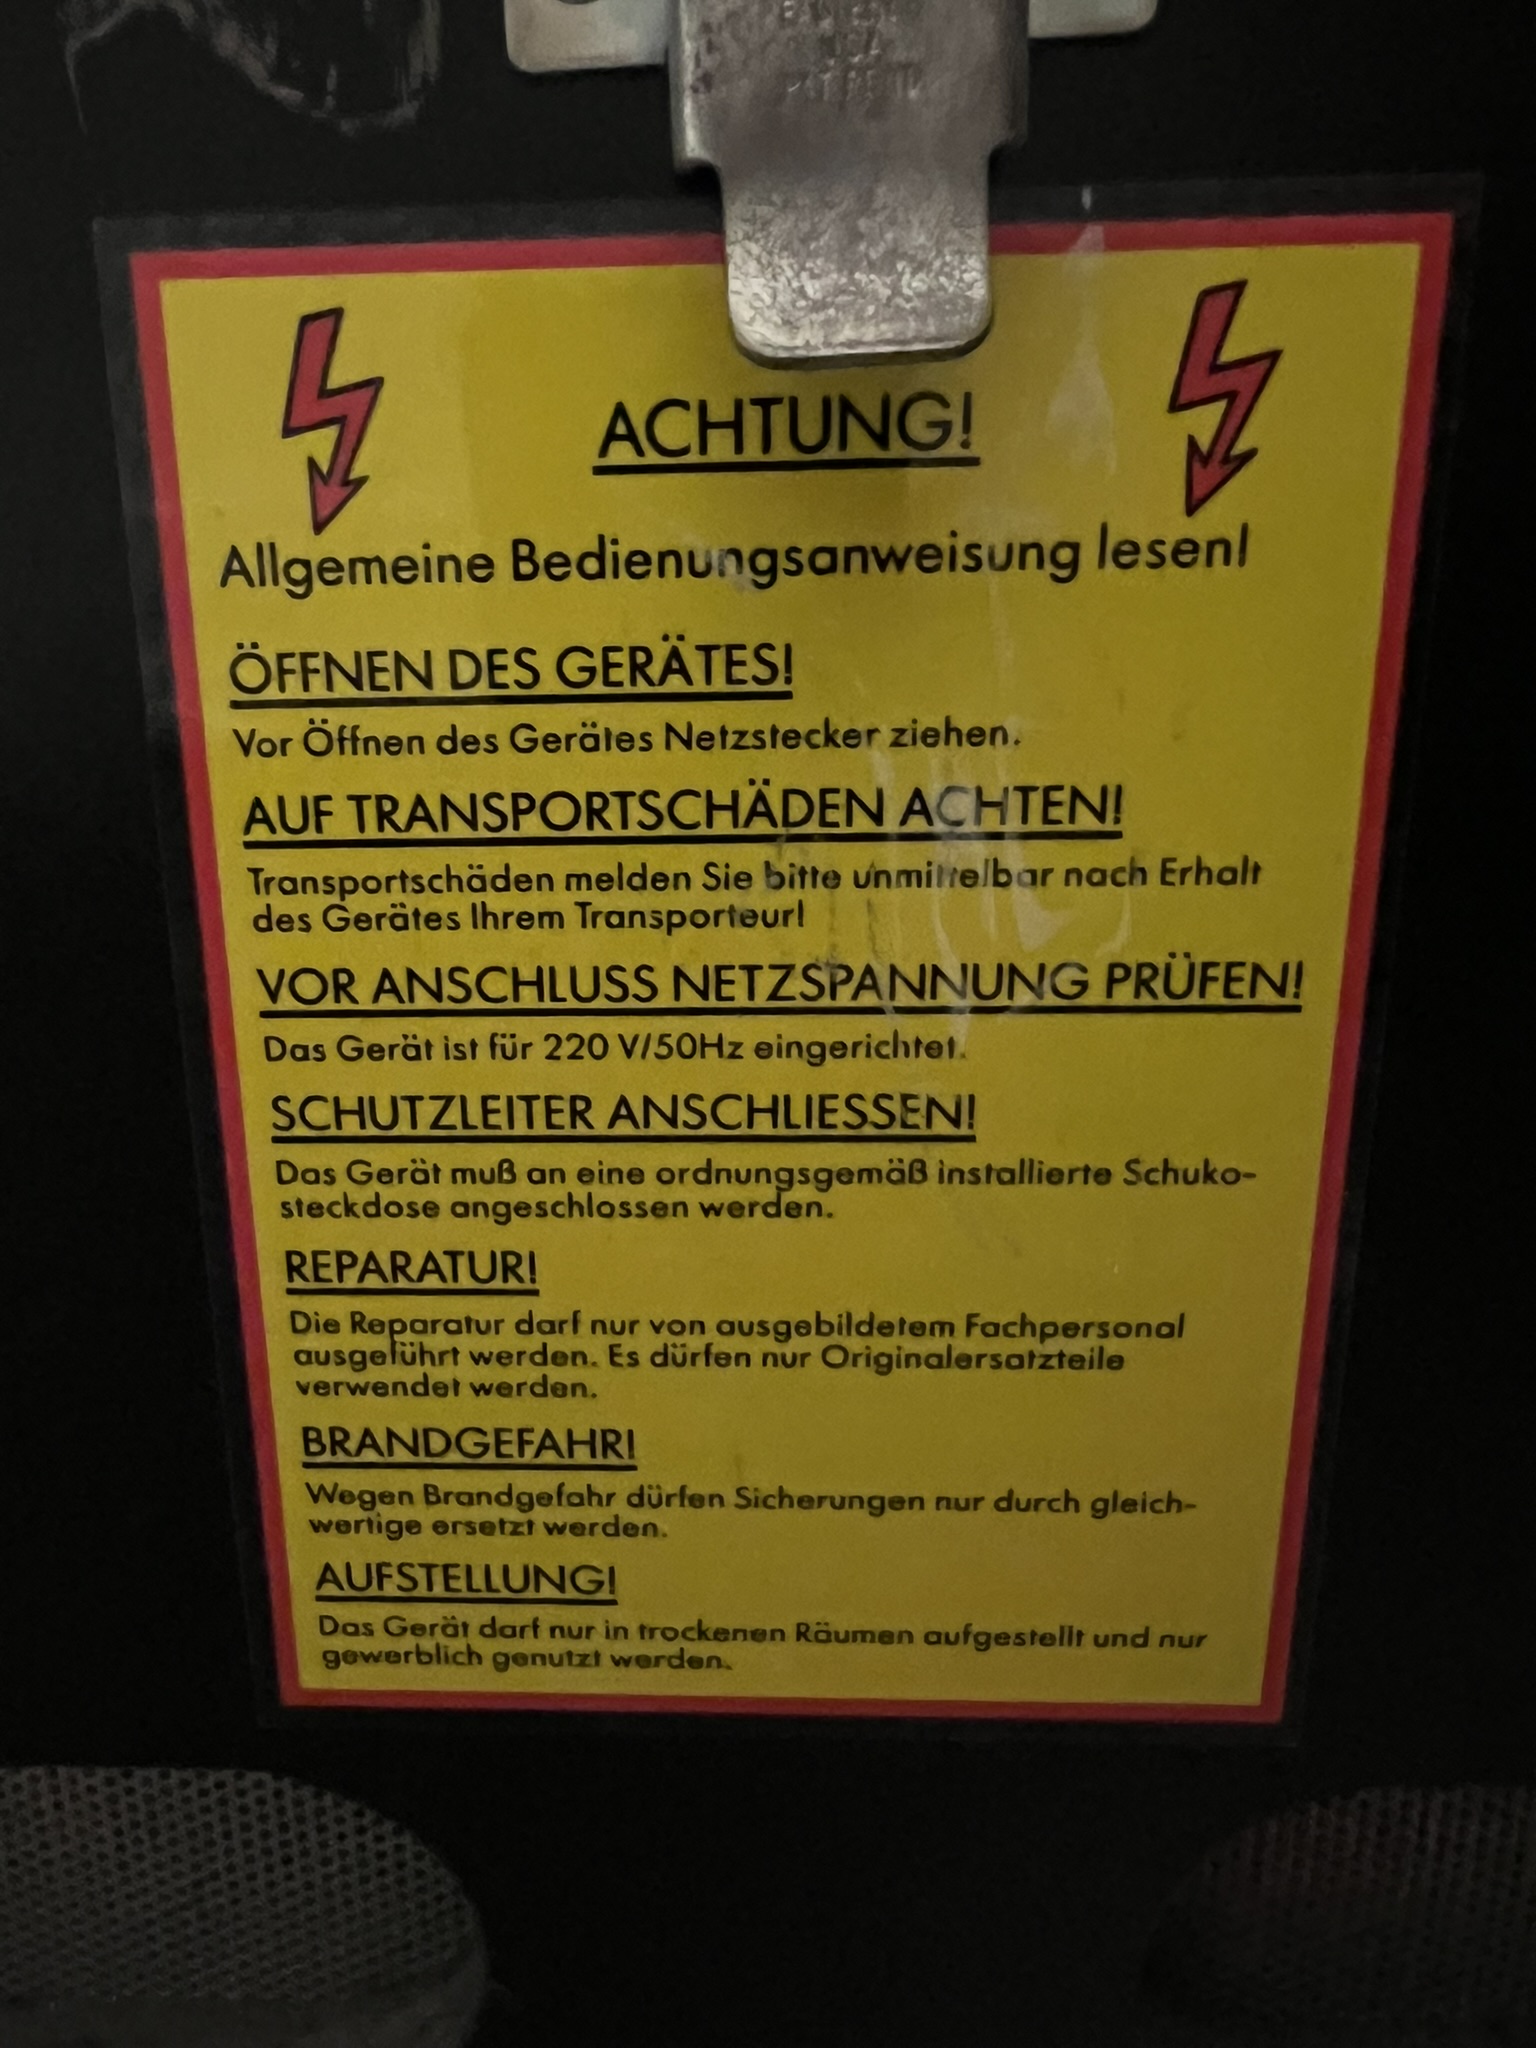 ACHTUNG!
Allgemeine Bedienungsanweisung lesen!
ÖFFNEN DES GERÄTES!
Vor Öffnen des Gerätes Netzstecker ziehen.
AUF TRANSPORTSCHÄDEN ACHTEN!
Transportschäden melden Sie bitte unmittelbar nach Erhalt
des Gerätes Ihrem Transporteur!
VOR ANSCHLUSS NETZSPANNUNG PRÜFEN!
Das Gerät ist für 220 V/50Hz eingerichtet.
SCHUTZLEITER ANSCHLIESSEN!
Das Gerät muß an eine ordnungsgemäß installierte Schuko-
steckdose angeschlossen werden.
REPARATUR!
Die Reparatur darf nur von ausgebildetem Fachpersonal
ausgeführt werden. Es dürfen nur Originalersatzteile
verwendet werden.
BRANDGEFAHR!
Wegen Brandgefahr dürfen Sicherungen nur durch gleich-
wertige ersetzt werden.
AUFSTELLUNG!
Das Gerät darf nur in trockenen Räumen aufgestellt und nur
gewerblich genutzt werden.